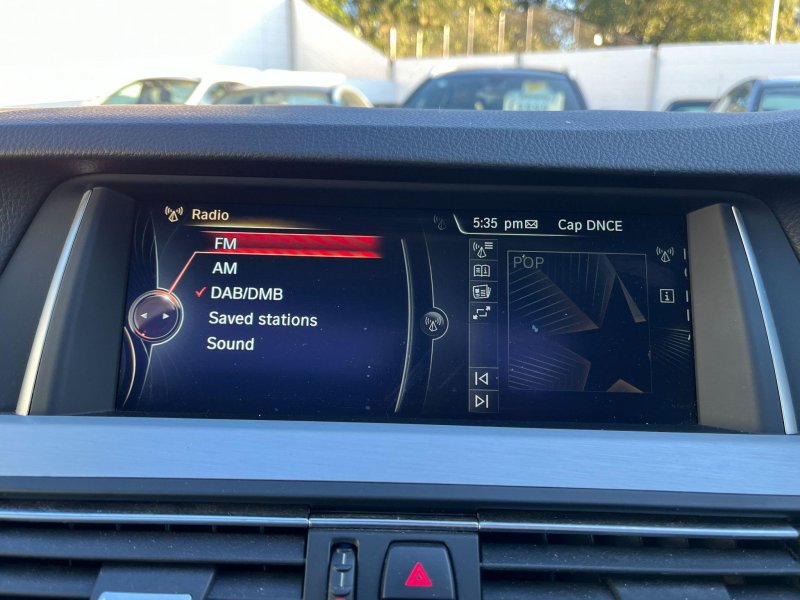 Radio
5:35 pm Cap DNCE
FM
AM
DAB/DMB
Saved stations
Sound
POP